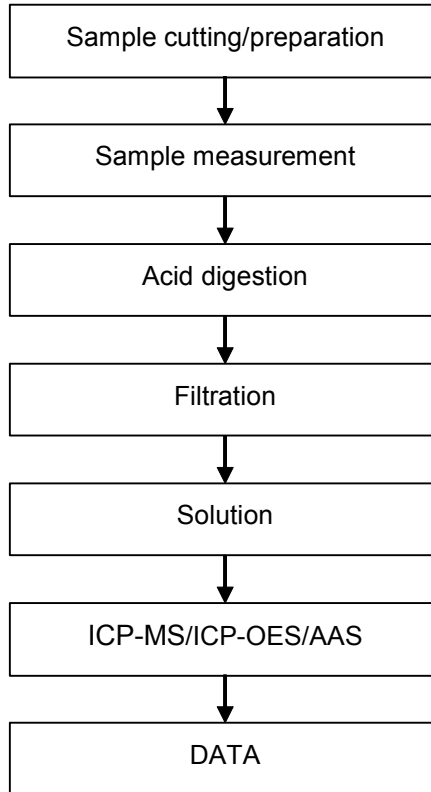 Sample cutting/preparation
Sample measurement
Acid digestion
Filtration
Solution
ICP-MS/ICP-OES/AAS
DATA